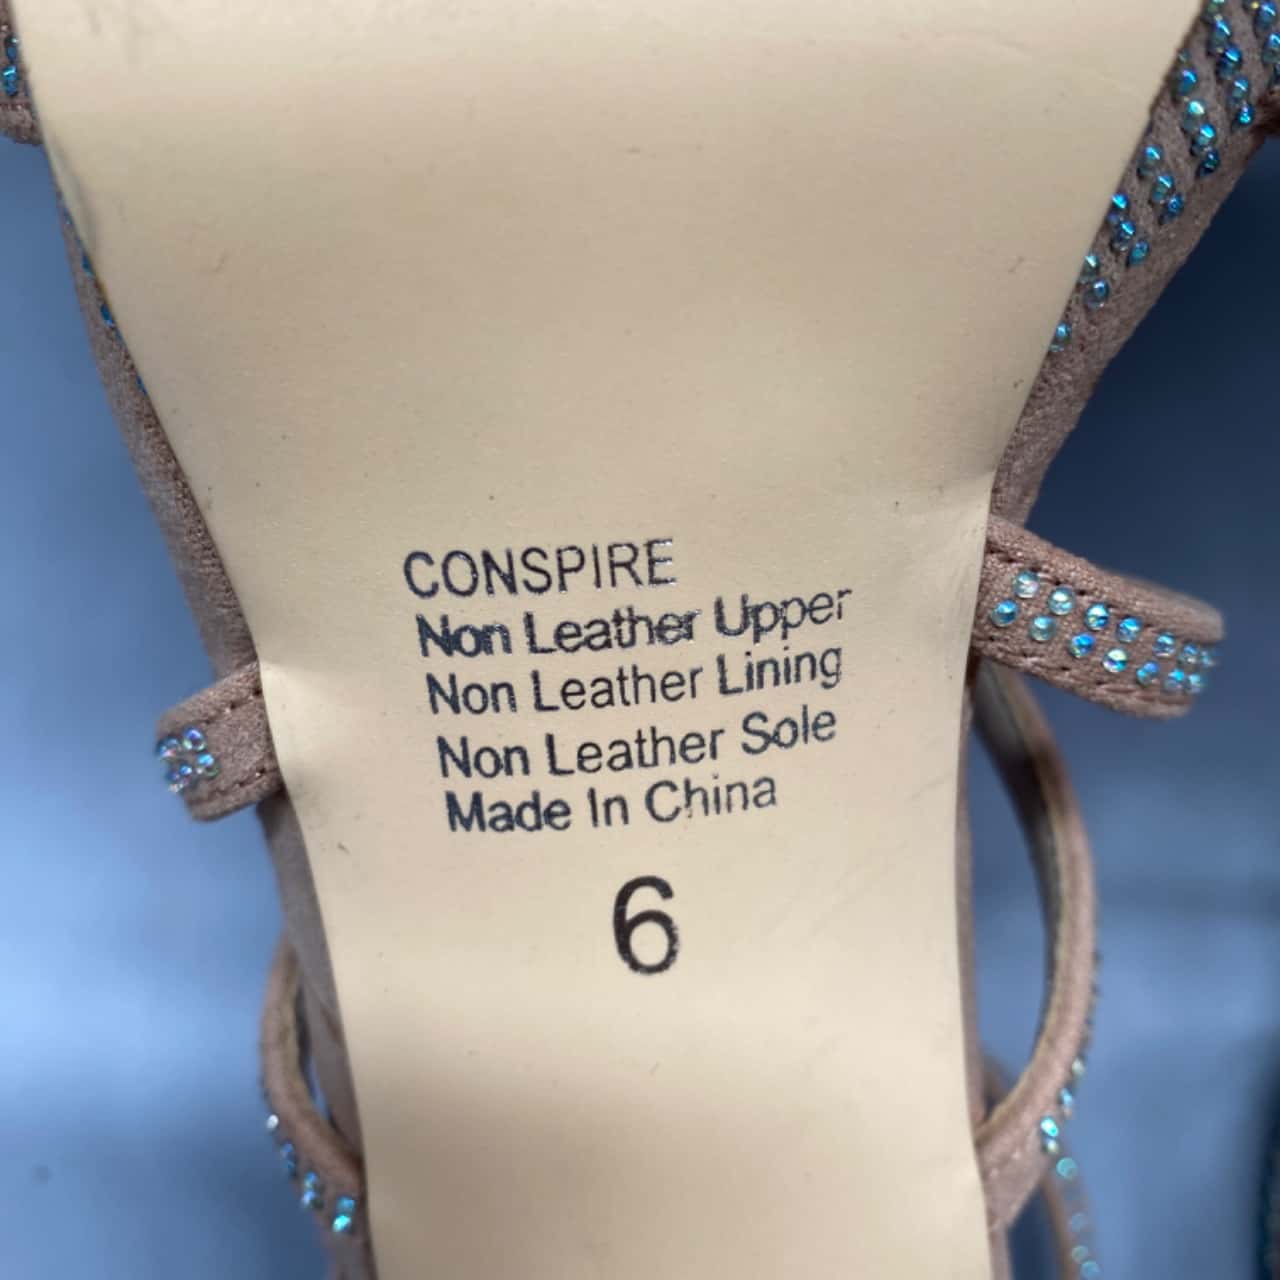 CONSPIRE
Non Leather Upper
Non Leather Lining
Non Leather Sole
Made In China
6